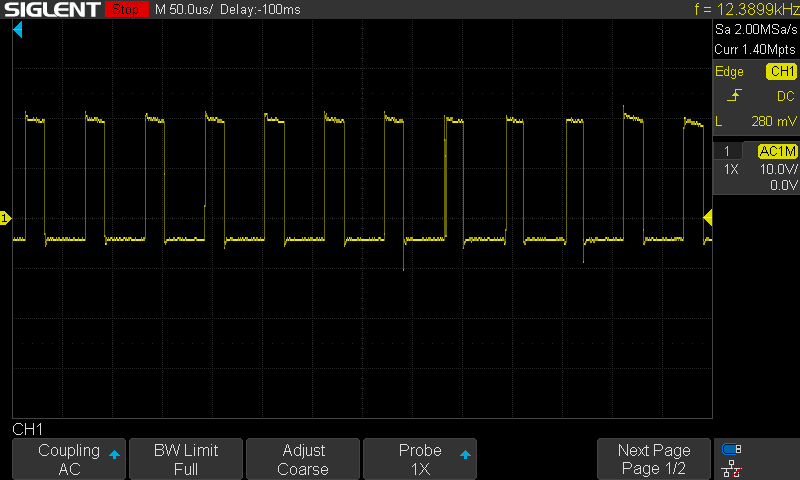 SIGLENT Stop M 50.0us/ Delay:-100ms f = 12.3899kHz
Sa 2.00MSa/s
Curr 1.40Mpts
Edge CH1
DC
L 280 mV
1 AC1M
1X 10.0V/
0.0V
1
CH1
Coupling
AC
BW Limit
Full
Adjust
Coarse
Probe
1X
Next Page
Page 1/2